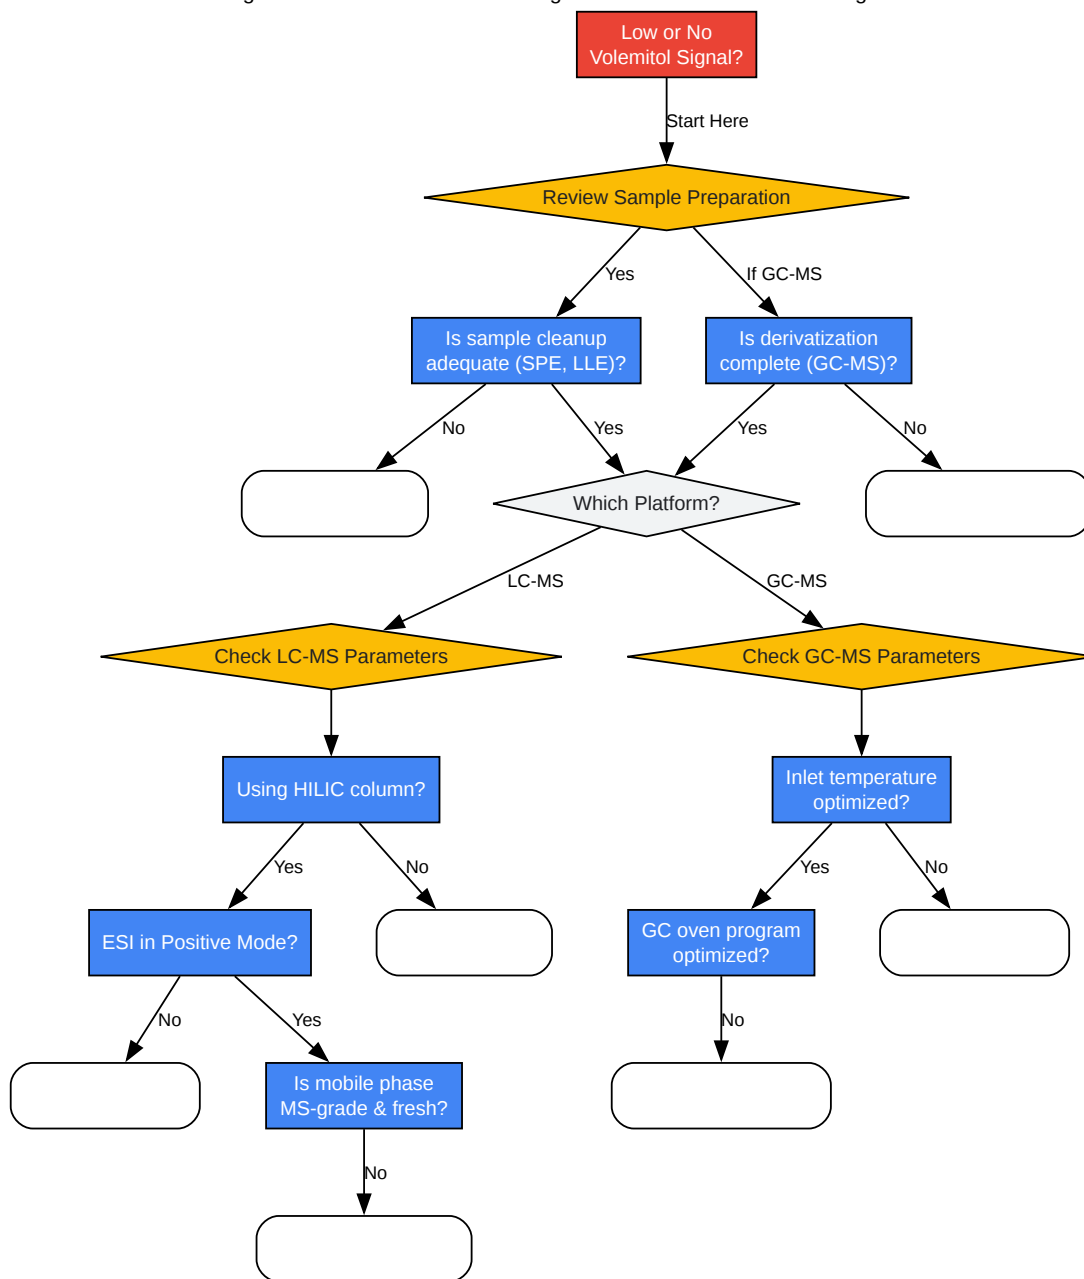 Low or No
Volemitol Signal?
Start Here
Review Sample Preparation
Yes
If GC-MS
Is sample cleanup
adequate (SPE, LLE)?
Is derivatization
complete (GC-MS)?
No
Yes
Yes
No
Which Platform?
LC-MS
GC-MS
Check LC-MS Parameters
Check GC-MS Parameters
Using HILIC column?
Inlet temperature
optimized?
Yes
No
Yes
No
ESI in Positive Mode?
GC oven program
optimized?
No
Yes
No
Is mobile phase
MS-grade & fresh?
No